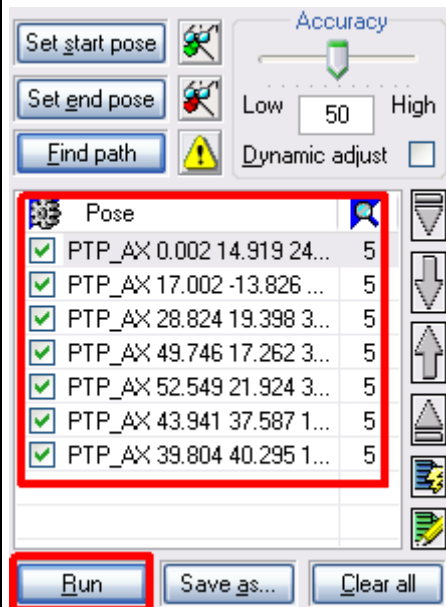 Set start pose
Accuracy
Set end pose
Low 50 High
Find path
Dynamic adjust
Pose
PTP_AX 0.002 14.919 24... 5
PTP_AX 17.002 -13.826 ... 5
PTP_AX 28.824 19.398 3... 5
PTP_AX 49.746 17.262 3... 5
PTP_AX 52.549 21.924 3... 5
PTP_AX 43.941 37.587 1... 5
PTP_AX 39.804 40.295 1... 5
Run Save as... Clear all